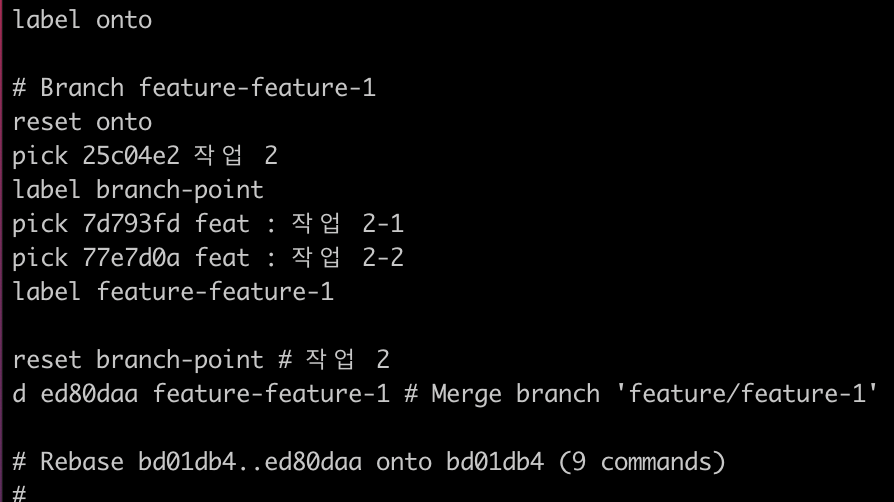 label onto
# Branch feature-feature-1
reset onto
pick 25c04e2 작업 2
label branch-point
pick 7d793fd feat : 작업 2-1
pick 77e7d0a feat : 작업 2-2
label feature-feature-1
reset branch-point # 작업 2
d ed80daa feature-feature-1 # Merge branch 'feature/feature-1'
# Rebase bd01db4..ed80daa onto bd01db4 (9 commands)
#